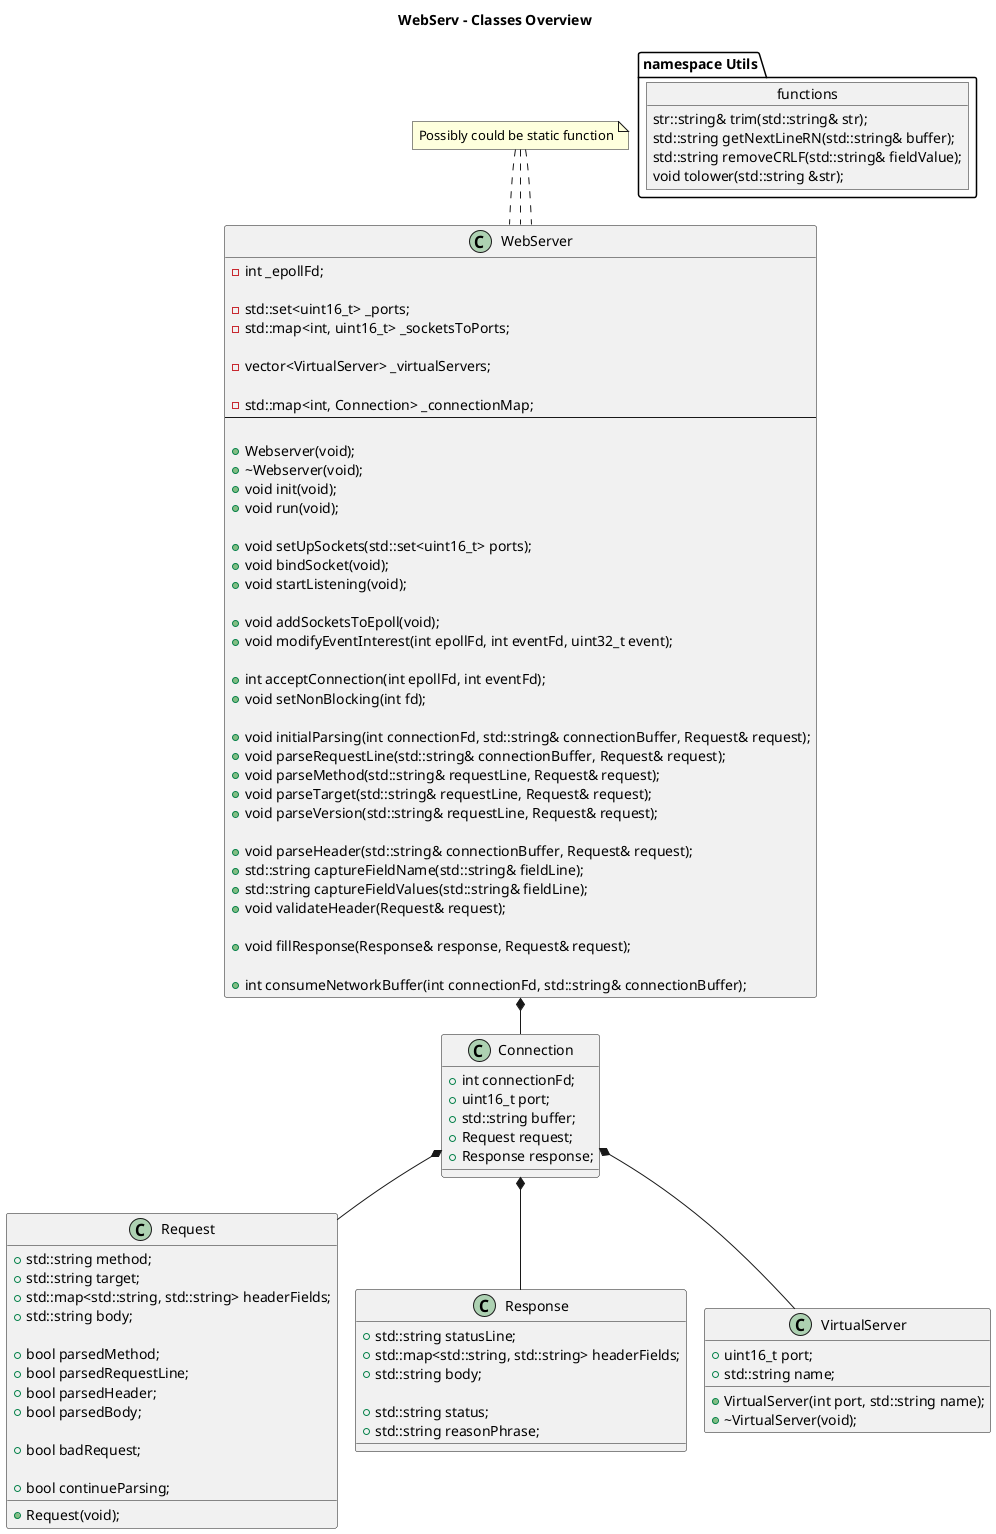 WebServ - Classes Overview
namespace Utils
functions
str::string& trim(std::string& str);
std::string getNextLineRN(std::string& buffer);
std::string removeCRLF(std::string& fieldValue);
void tolower(std::string &str);
Possibly could be static function
C WebServer
int _epollFd;
std::set<uint16_t> _ports;
std::map<int, uint16_t> _socketsToPorts;
vector<VirtualServer> _virtualServers;
std::map<int, Connection> _connectionMap;
Webserver(void);
~Webserver(void);
void init(void);
void run(void);
void setUpSockets(std::set<uint16_t> ports);
void bindSocket(void);
void startListening(void);
void addSocketsToEpoll(void);
void modifyEventInterest(int epollFd, int eventFd, uint32_t event);
int acceptConnection(int epollFd, int eventFd);
void setNonBlocking(int fd);
void initialParsing(int connectionFd, std::string& connectionBuffer, Request& request);
void parseRequestLine(std::string& connectionBuffer, Request& request);
void parseMethod(std::string& requestLine, Request& request);
void parseTarget(std::string& requestLine, Request& request);
void parseVersion(std::string& requestLine, Request& request);
void parseHeader(std::string& connectionBuffer, Request& request);
std::string captureFieldName(std::string& fieldLine);
std::string captureFieldValues(std::string& fieldLine);
void validateHeader(Request& request);
void fillResponse(Response& response, Request& request);
int consumeNetworkBuffer(int connectionFd, std::string& connectionBuffer);
C Connection
int connectionFd;
uint16_t port;
std::string buffer;
Request request;
Response response;
C Request
std::string method;
std::string target;
std::map<std::string, std::string> headerFields;
std::string body;
bool parsedMethod;
bool parsedRequestLine;
bool parsedHeader;
bool parsedBody;
bool badRequest;
bool continueParsing;
Request(void);
C Response
std::string statusLine;
std::map<std::string, std::string> headerFields;
std::string body;
std::string status;
std::string reasonPhrase;
C VirtualServer
uint16_t port;
std::string name;
VirtualServer(int port, std::string name);
~VirtualServer(void);